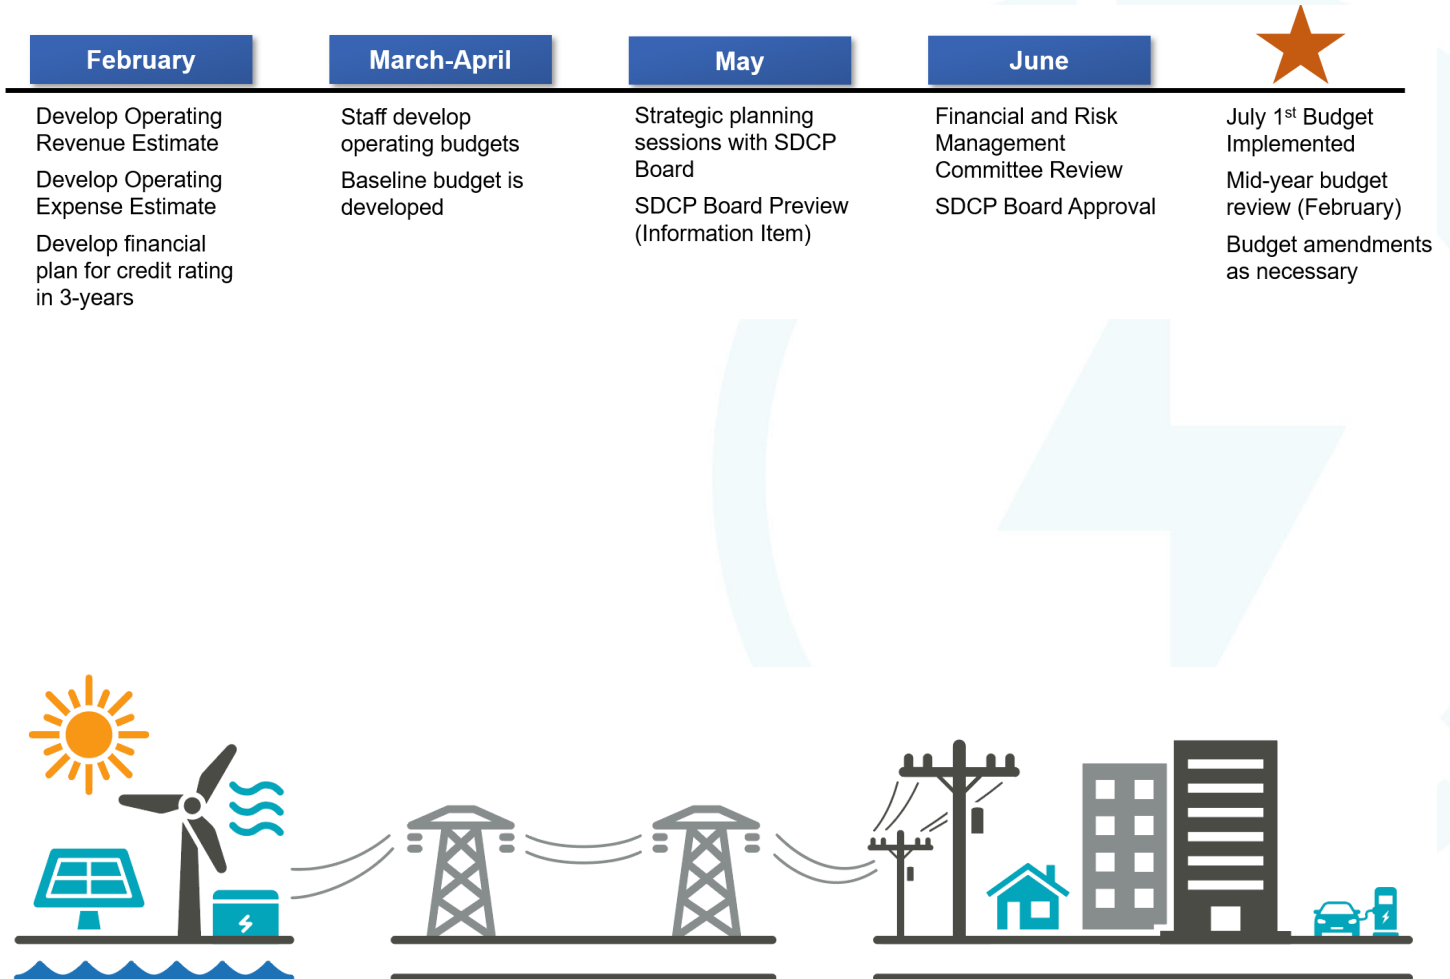 February
Develop Operating
Revenue Estimate
Develop Operating
Expense Estimate
Develop financial
plan for credit rating
in 3-years
March-April
Staff develop
operating budgets
Baseline budget is
developed
May
Strategic planning
sessions with SDCP
Board
SDCP Board Preview
(Information Item)
June
Financial and Risk
Management
Committee Review
SDCP Board Approval
July 1st Budget
Implemented
Mid-year budget
review (February)
Budget amendments
as necessary